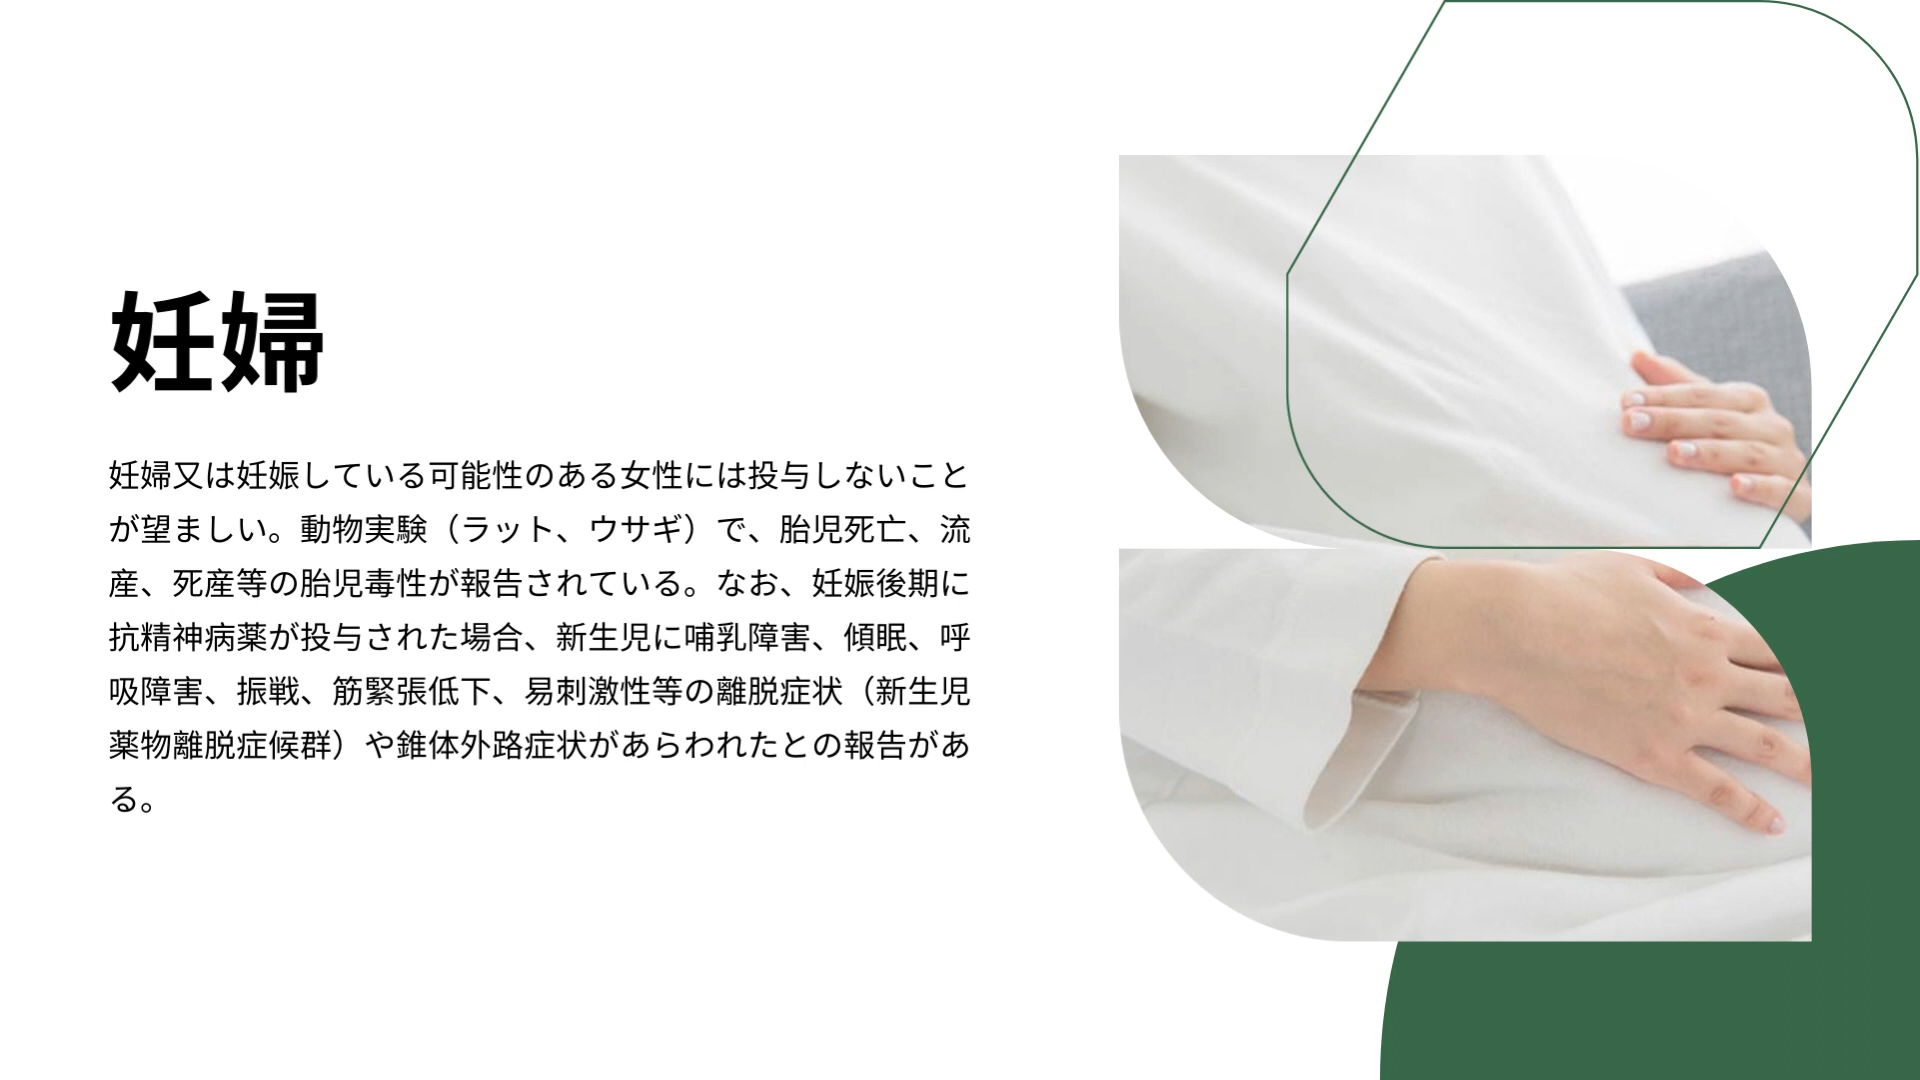 妊婦
妊婦又は妊娠している可能性のある女性には投与しないこと
が望ましい。動物実験（ラット、ウサギ）で、胎児死亡、流
産、死産等の胎児毒性が報告されている。なお、妊娠後期に
抗精神病薬が投与された場合、新生児に哺乳障害、傾眠、呼
吸障害、振戦、筋緊張低下、易刺激性等の離脱症状（新生児
薬物離脱症候群）や錐体外路症状があらわれたとの報告があ
る。